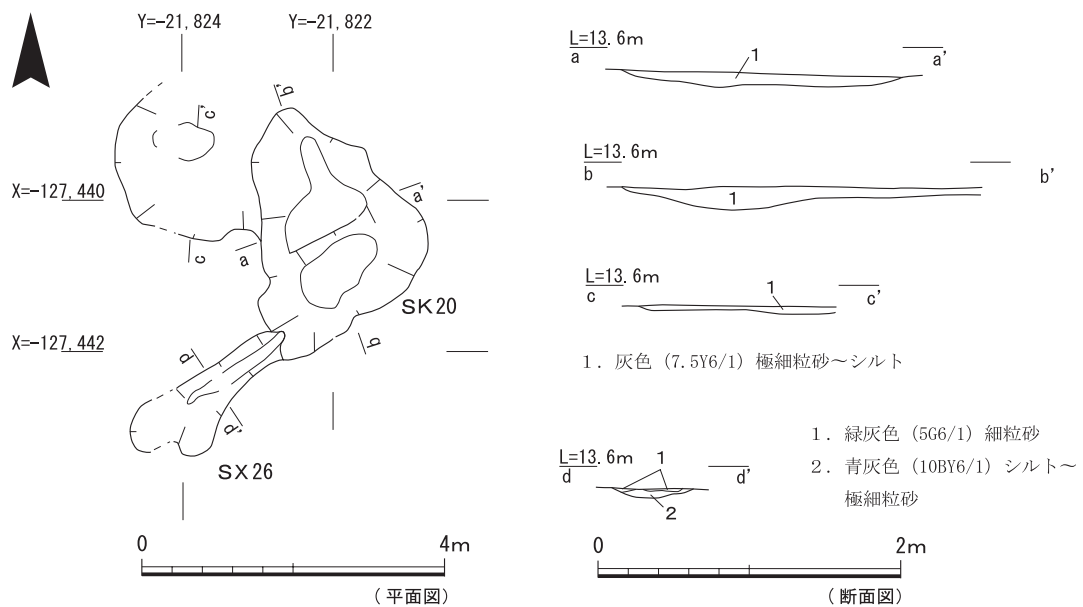 Y=-21,824 Y=-21,822
X=-127,440
X=-127,442
c'
b'
a'
c
a
SK20
b
d
d'
SX26
0 4m
(平面図)
L=13.6m
a a'
1
L=13.6m
b b'
1
L=13.6m
c c'
1
1. 灰色 (7.5Y6/1) 極細粒砂~シルト
L=13.6m
d d'
1
2
1. 緑灰色 (5G6/1) 細粒砂
2. 青灰色 (10BY6/1) シルト~
極細粒砂
0 2m
(断面図)